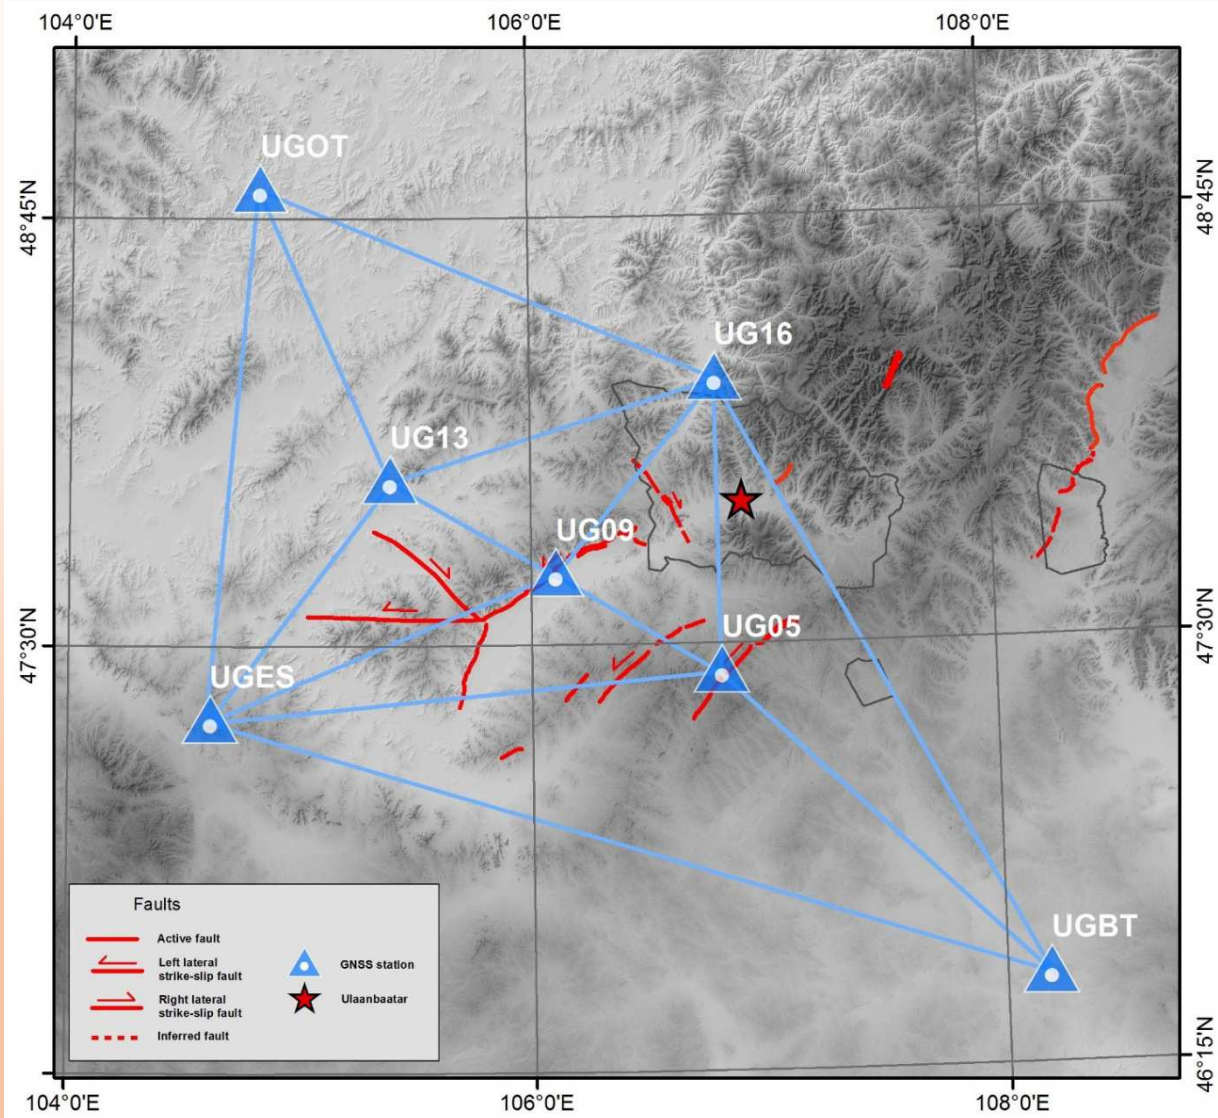 104°0'E
106°0'E
108°0'E
48°45'N
48°45'N
UGOT
UG16
UG13
UG09
UG05
47°30'N
47°30'N
UGES
UGBT
Faults
Active fault
Left lateral
strike-slip fault
Right lateral
strike-slip fault
Inferred fault
GNSS station
Ulaanbaatar
46°15'N
104°0'E
106°0'E
108°0'E